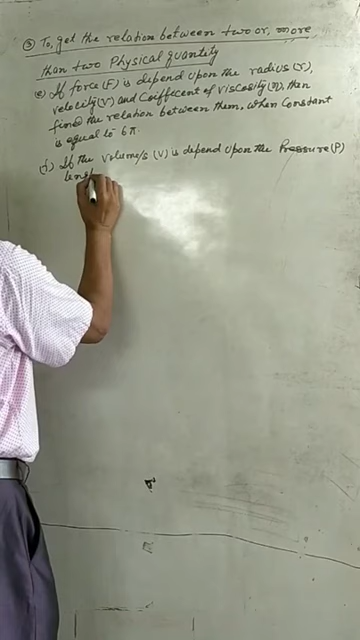 ③ To, get the relation between two or, more
than two Physical quantity
(e) If force (F) is depend upon the radius (r),
velocity (V) and Coifficent of Viscosity (η), then
find the relation between them, when Constant
is equal to 6π.
(f) If the volume/s (V) is depend upon the Pressure (P)
leng